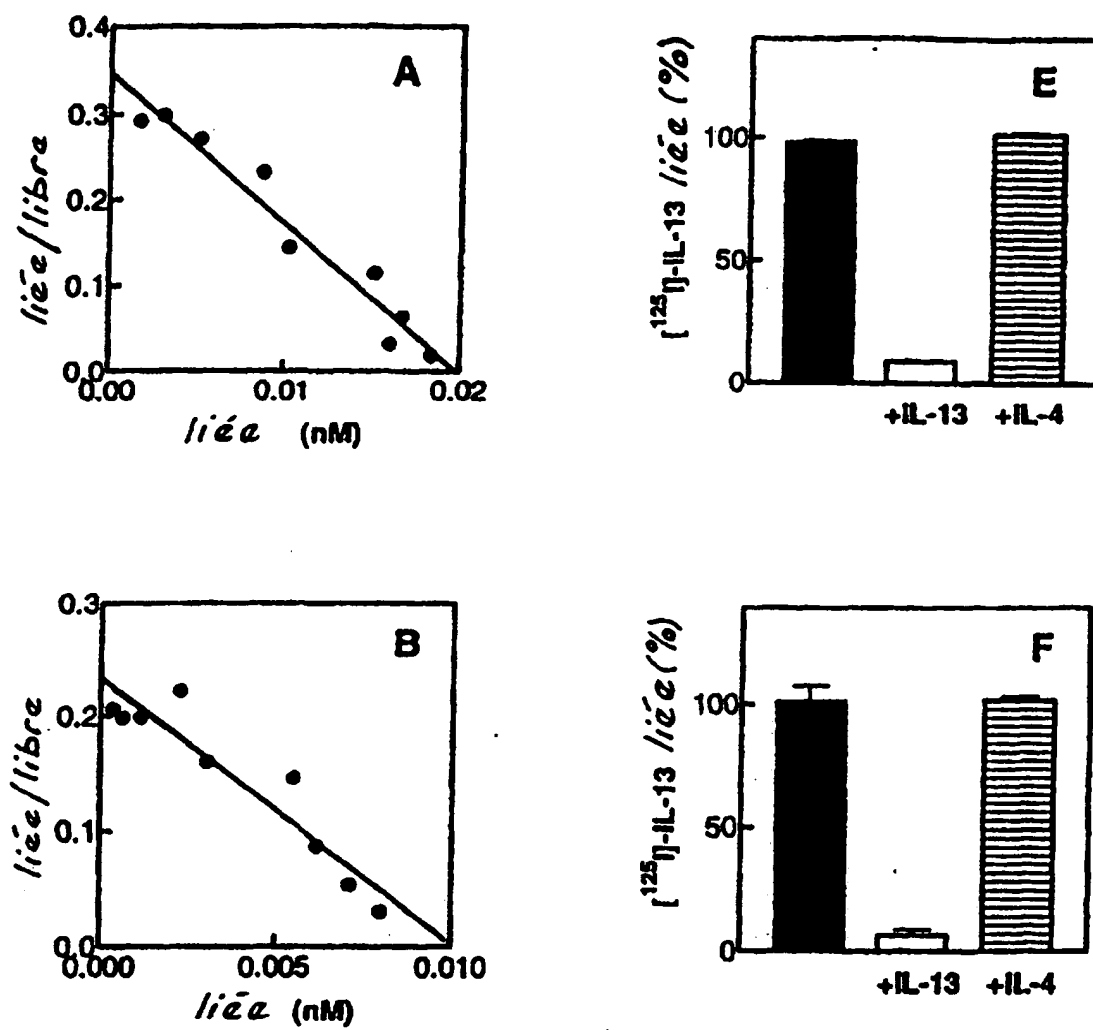 0.4
A
0.3
0.2
0.1
0.0
liée/libre
0.00
0.01
0.02
liée (nM)
E
[125I]-IL-13 liée (%)
100
50
0
+IL-13 +IL-4
0.3
B
0.2
0.1
0.0
liée/libre
0.000
0.005
0.010
liée (nM)
F
[125I]-IL-13 liée (%)
100
50
0
+IL-13 +IL-4